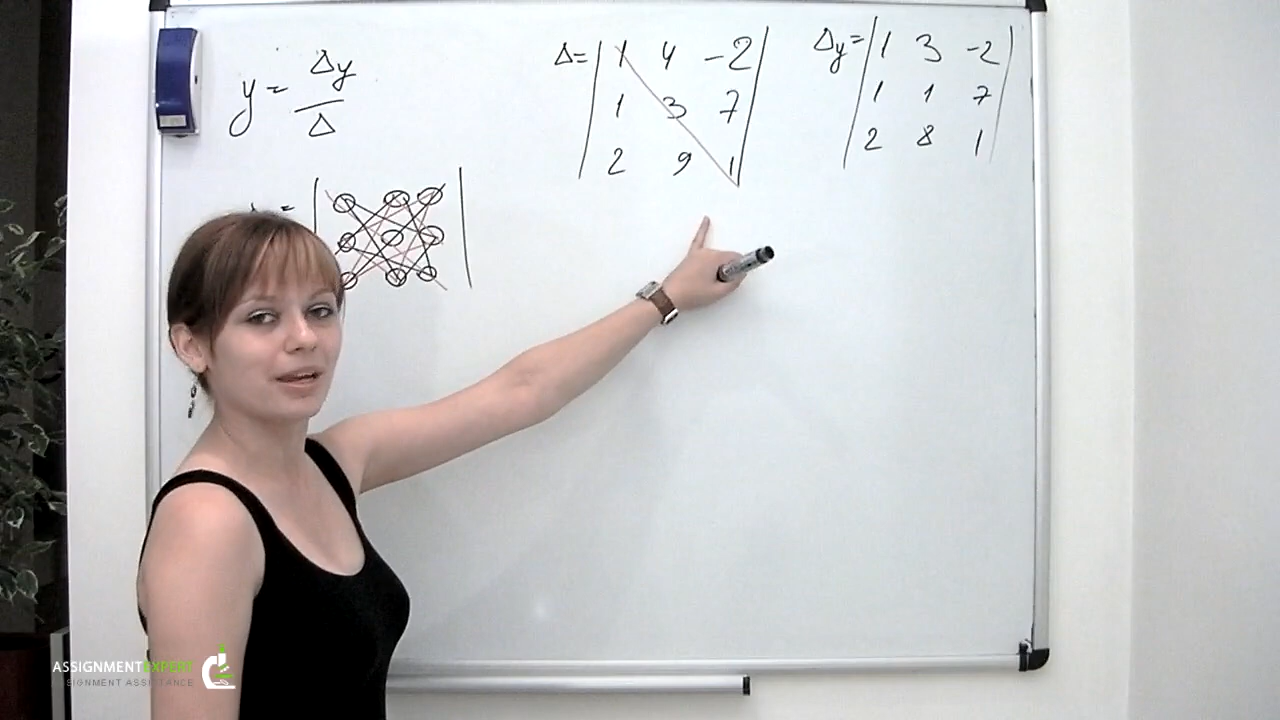 y = Δy / Δ
Δ = | 1 4 -2 |
| 1 3 7 |
| 2 9 1 |
Δy = | 1 3 -2 |
| 1 1 7 |
| 2 8 1 |
=
ASSIGNMENTEXPERT
SIGNMENT ASSISTANCE